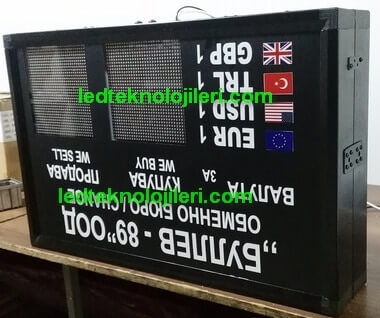 „БУЛЛЕВ - 89"ООД
ОБМЕННО БЮРО / CHANGE
ledteknolojileri.com
ВАЛУТА ЗА КУПУВА ПРОДАВА
WE BUY WE SELL
EUR 1
USD 1
TRL 1
ledteknolojileri.com
GBP 1